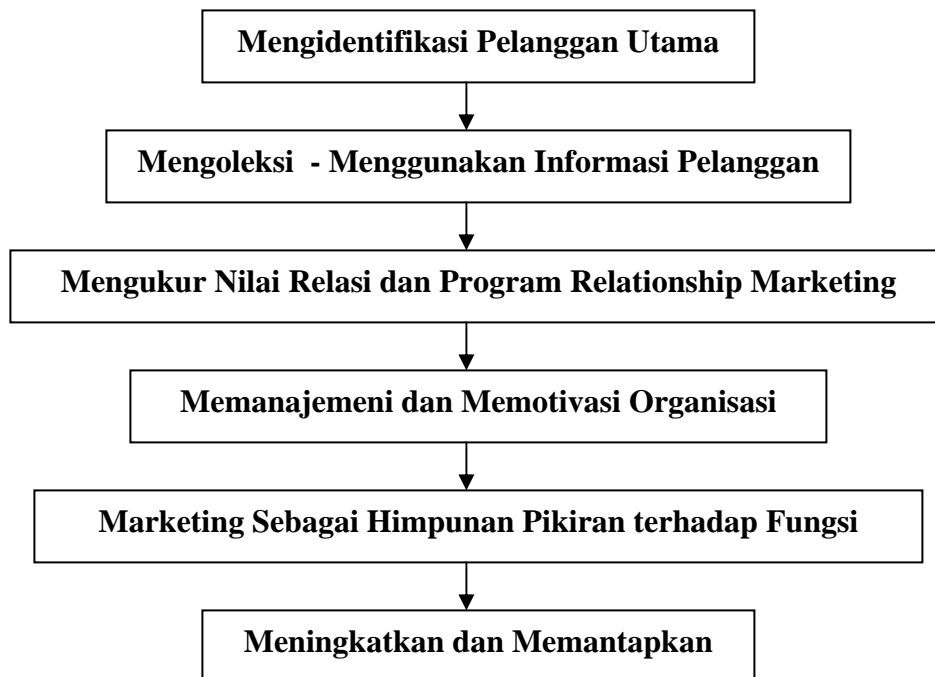 Mengidentifikasi Pelanggan Utama
Mengoleksi - Menggunakan Informasi Pelanggan
Mengukur Nilai Relasi dan Program Relationship Marketing
Memanajemeni dan Memotivasi Organisasi
Marketing Sebagai Himpunan Pikiran terhadap Fungsi
Meningkatkan dan Memantapkan